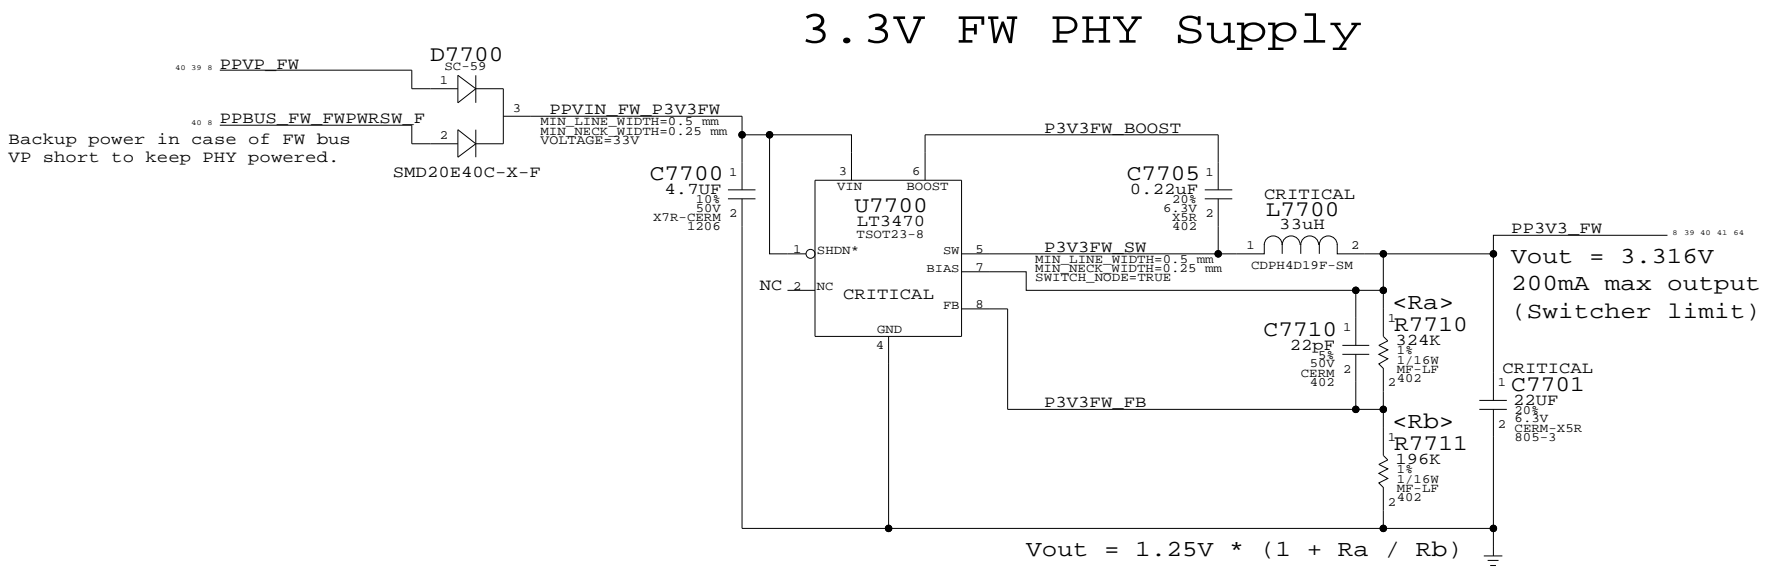 3.3V FW PHY Supply
40 39 8 PPVP_FW
D7700
SC-59
1
40 8 PPBUS_FW_FWPWRSW_F
2
3
Backup power in case of FW bus
VP short to keep PHY powered.
SMD20E40C-X-F
PPVIN_FW_P3V3FW
MIN_LINE_WIDTH=0.5 mm
MIN_NECK_WIDTH=0.25 mm
VOLTAGE=33V
C7700 1
4.7UF
10%
50V
X7R-CERM
1206
2
3
VIN
6
BOOST
U7700
LT3470
TSOT23-8
1 SHDN*
NC 2 NC
CRITICAL
SW 5
BIAS 7
FB 8
GND
4
P3V3FW_BOOST
C7705 1
0.22uF
20%
6.3V
X5R
402
2
P3V3FW_SW
MIN_LINE_WIDTH=0.5 mm
MIN_NECK_WIDTH=0.25 mm
SWITCH_NODE=TRUE
CRITICAL
L7700
33uH
1 2
CDPH4D19F-SM
PP3V3_FW 8 39 40 41 64
Vout = 3.316V
200mA max output
(Switcher limit)
C7710 1
22pF
5%
50V
CERM
402
2
<Ra>
1
R7710
324K
1%
1/16W
MF-LF
402
2
P3V3FW_FB
<Rb>
1
R7711
196K
1%
1/16W
MF-LF
402
2
CRITICAL
1 C7701
22UF
20%
6.3V
2 CERM-X5R
805-3
Vout = 1.25V * (1 + Ra / Rb)